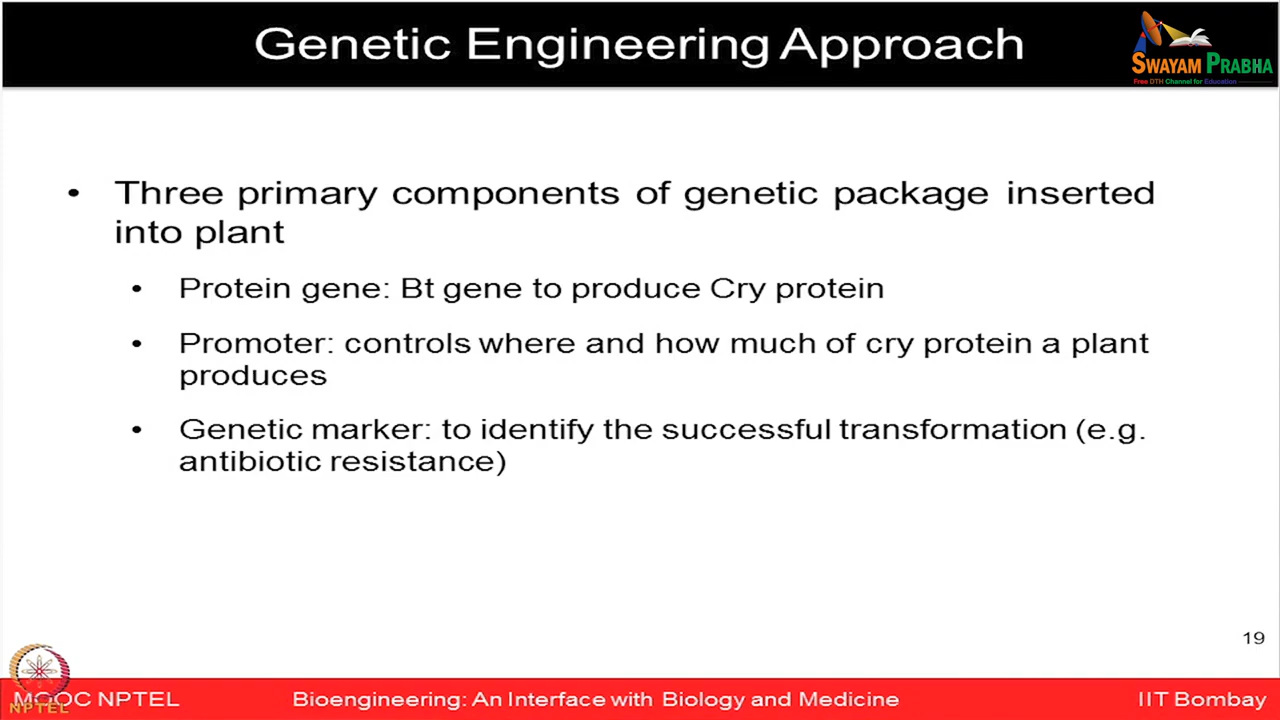 Genetic Engineering Approach
SWAYAM PRABHA
Free DTH Channel for Education
• Three primary components of genetic package inserted
into plant
• Protein gene: Bt gene to produce Cry protein
• Promoter: controls where and how much of cry protein a plant
produces
• Genetic marker: to identify the successful transformation (e.g.
antibiotic resistance)
19
MOOC NPTEL
NPTEL
Bioengineering: An Interface with Biology and Medicine
IIT Bombay